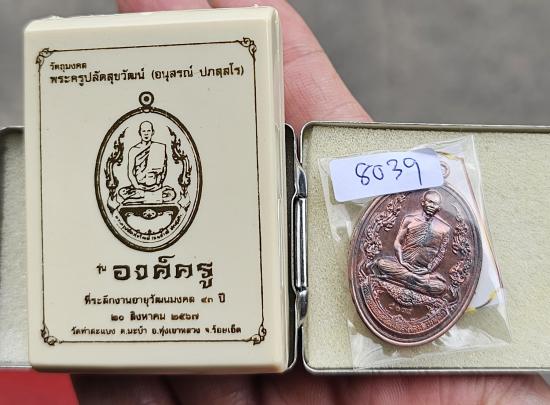 วัตถุมงคล
พระครูปลัดสุขวัฒน์ (อนุสรณ์ ปภสฺสโร)
รุ่น องค์ครู
ที่ระลึกงานอายุวัฒนมงคล ๔๓ ปี
๒๐ สิงหาคม ๒๕๖๗
วัดท่าสะแบง ต.มะบ้า อ.ทุ่งเขาหลวง จ.ร้อยเอ็ด
8039